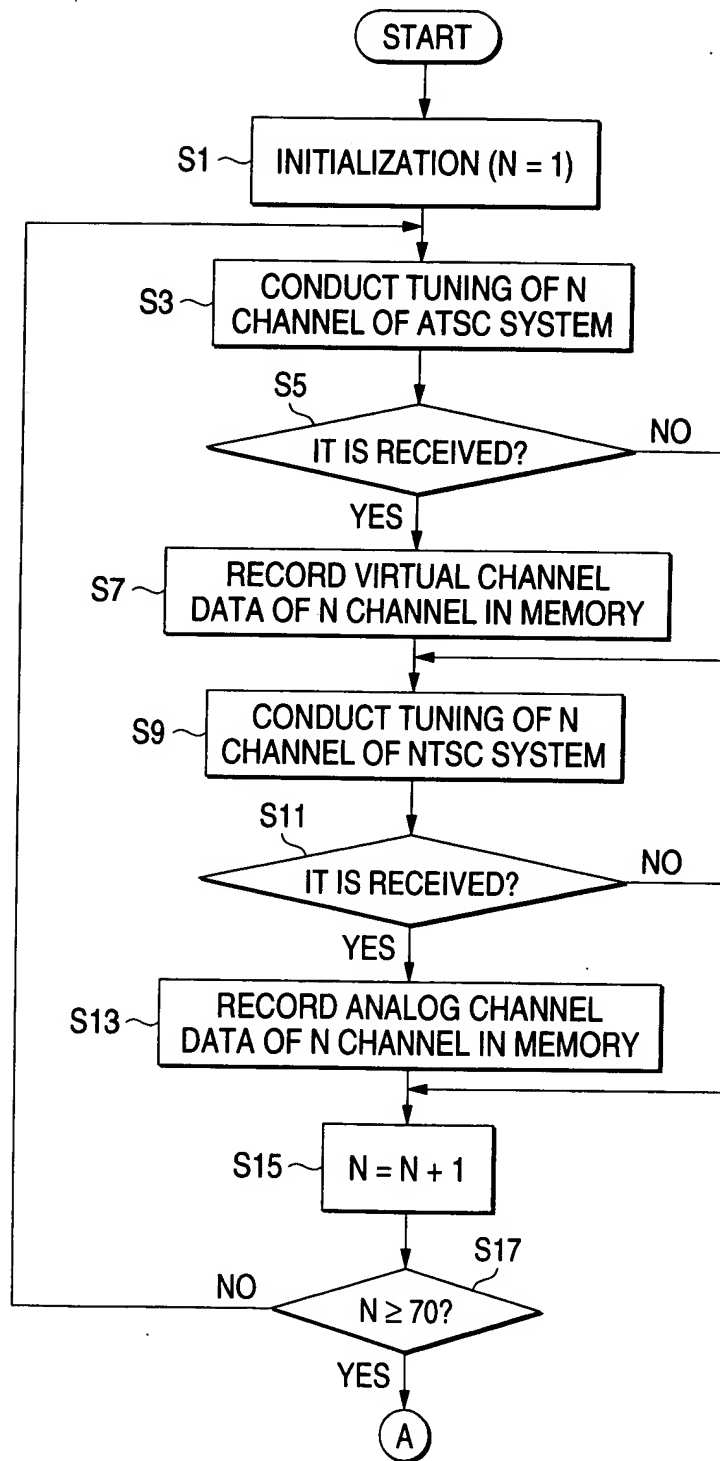 START
S1
INITIALIZATION (N = 1)
S3
CONDUCT TUNING OF N
CHANNEL OF ATSC SYSTEM
S5
IT IS RECEIVED?
NO
YES
S7
RECORD VIRTUAL CHANNEL
DATA OF N CHANNEL IN MEMORY
S9
CONDUCT TUNING OF N
CHANNEL OF NTSC SYSTEM
S11
IT IS RECEIVED?
NO
YES
S13
RECORD ANALOG CHANNEL
DATA OF N CHANNEL IN MEMORY
S15
N = N + 1
S17
NO
N ≥ 70?
YES
A